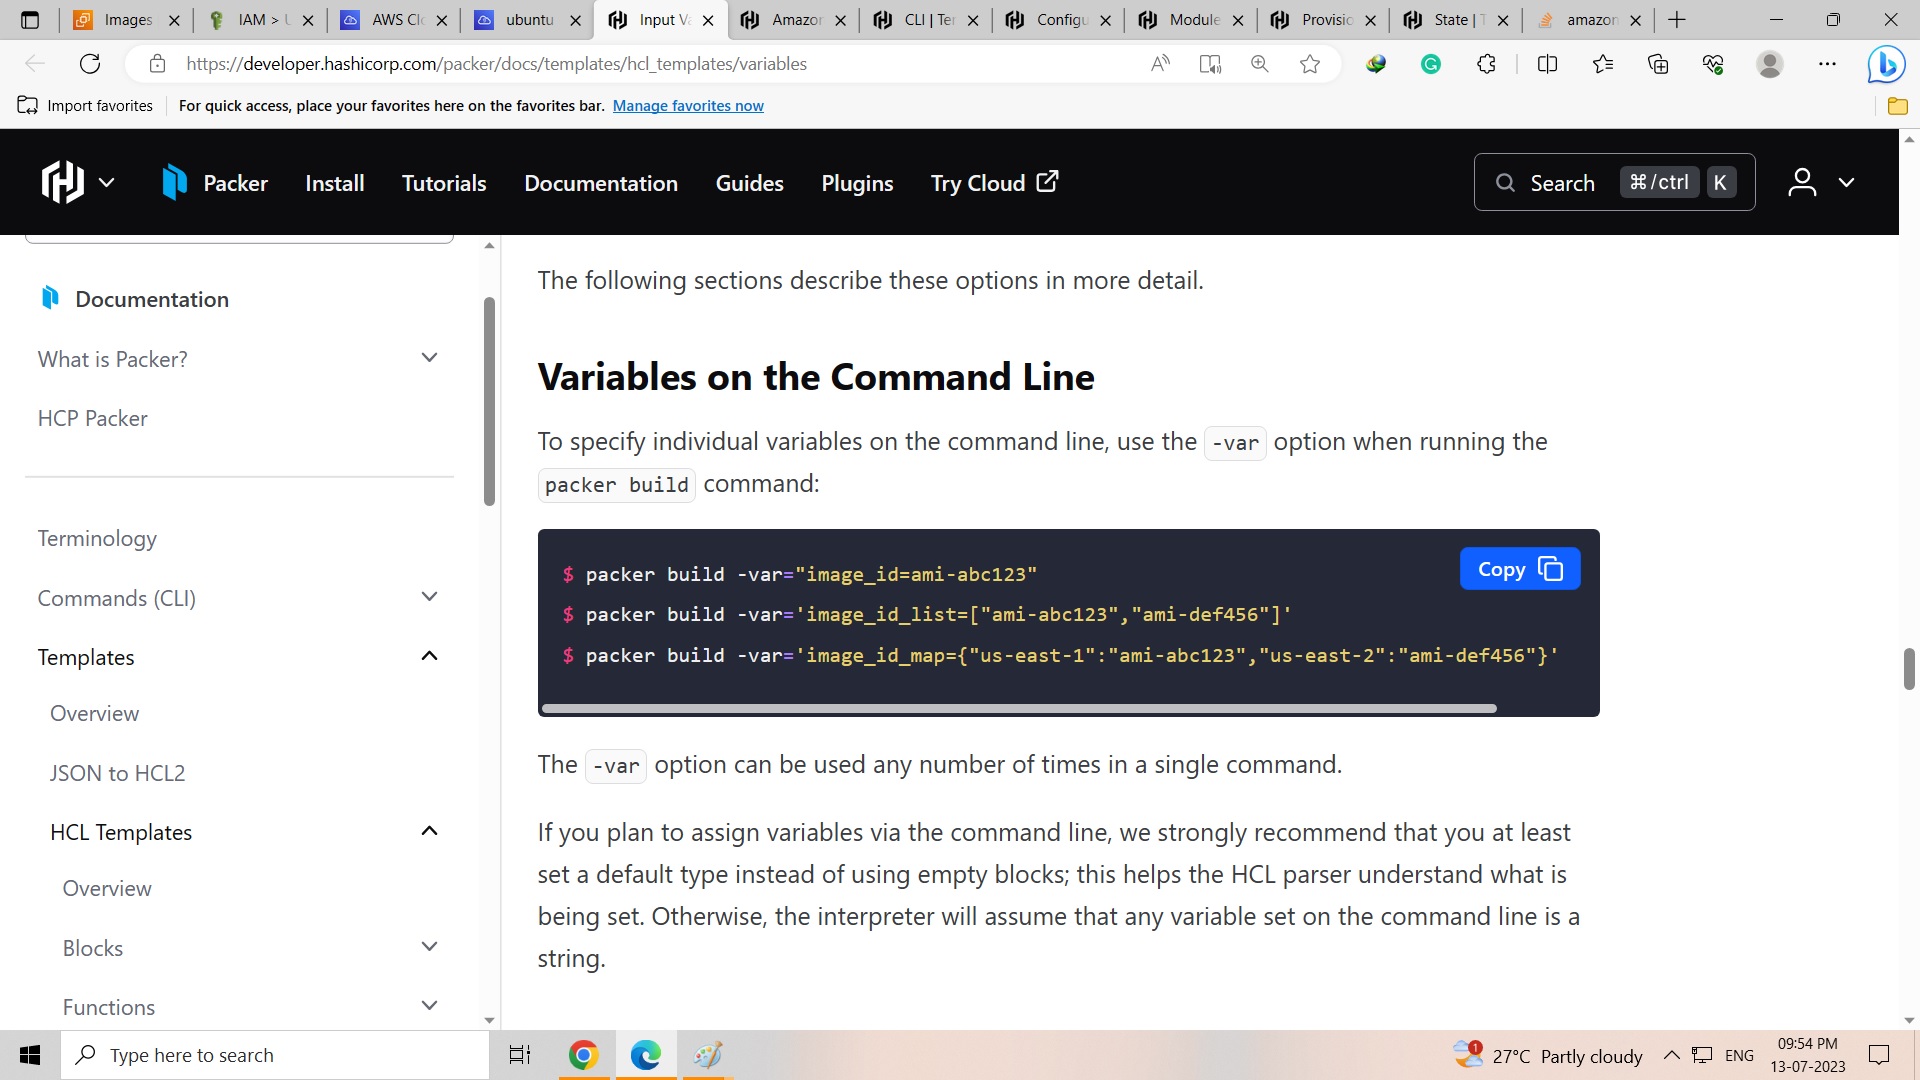 Images
IAM > U
AWS Clo
ubuntu
Input Va
Amazon
CLI | Ter
Configu
Module
Provisio
State | T
amazon
https://developer.hashicorp.com/packer/docs/templates/hcl_templates/variables
Import favorites
For quick access, place your favorites here on the favorites bar. Manage favorites now
Packer
Install
Tutorials
Documentation
Guides
Plugins
Try Cloud
Search
⌘/ctrl
K
Documentation
What is Packer?
HCP Packer
Terminology
Commands (CLI)
Templates
Overview
JSON to HCL2
HCL Templates
Overview
Blocks
Functions
The following sections describe these options in more detail.
Variables on the Command Line
To specify individual variables on the command line, use the -var option when running the
packer build command:
Copy
$ packer build -var="image_id=ami-abc123"
$ packer build -var='image_id_list=["ami-abc123","ami-def456"]'
$ packer build -var='image_id_map={"us-east-1":"ami-abc123","us-east-2":"ami-def456"}'
The -var option can be used any number of times in a single command.
If you plan to assign variables via the command line, we strongly recommend that you at least
set a default type instead of using empty blocks; this helps the HCL parser understand what is
being set. Otherwise, the interpreter will assume that any variable set on the command line is a
string.
Type here to search
1
27°C Partly cloudy
ENG
09:54 PM
13-07-2023